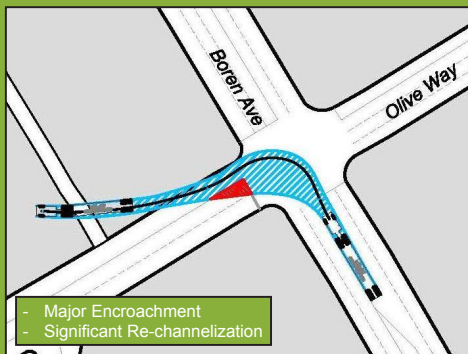 Boren Ave
Olive Way
- Major Encroachment
- Significant Re-channelization